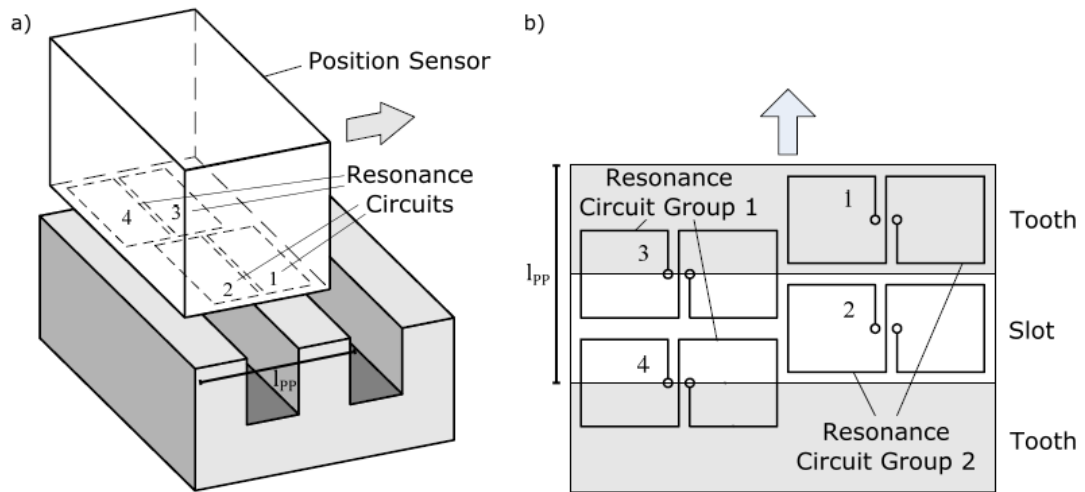 a)
Position Sensor
Resonance
Circuits
4
3
2
1
lPP
b)
Resonance
Circuit Group 1
1
Tooth
3
lPP
2
Slot
4
Resonance
Circuit Group 2
Tooth